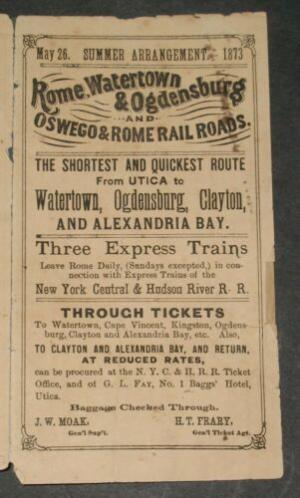 May 26. SUMMER ARRANGEMENT. 1873
Rome, Watertown
& Ogdensburg
AND
OSWEGO & ROME RAIL ROADS.
THE SHORTEST AND QUICKEST ROUTE
From UTICA to
Watertown, Ogdensburg, Clayton,
AND ALEXANDRIA BAY.
Three Express Trains
Leave Rome Daily, (Sundays excepted,) in con-
nection with Express Trains of the
New York Central & Hudson River R. R.
THROUGH TICKETS
To Watertown, Cape Vincent, Kingston, Ogdens-
burg, Clayton and Alexandria Bay, etc. Also,
TO CLAYTON AND ALEXANDRIA BAY, AND RETURN,
AT REDUCED RATES,
can be procured at the N. Y. C. & H. R. R. Ticket
Office, and of G. L. FAY, No. 1 Baggs' Hotel,
Utica.
Baggage Checked Through.
J. W. MOAK, H. T. FRARY,
Gen'l Sup't. Gen'l Ticket Agt.